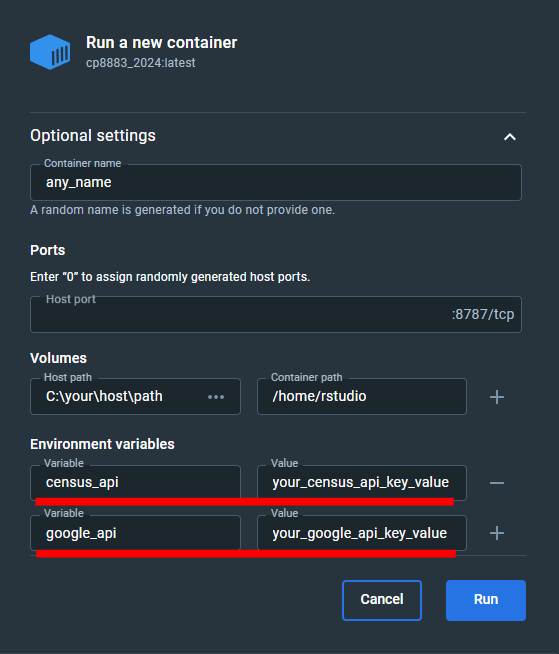 Run a new container
cp8883_2024:latest
Optional settings
Container name
any_name
A random name is generated if you do not provide one.
Ports
Enter “0” to assign randomly generated host ports.
Host port
:8787/tcp
Volumes
Host path
Container path
C:\your\host\path
/home/rstudio
Environment variables
Variable
Value
census_api
your_census_api_key_value
Variable
Value
google_api
your_google_api_key_value
Cancel
Run